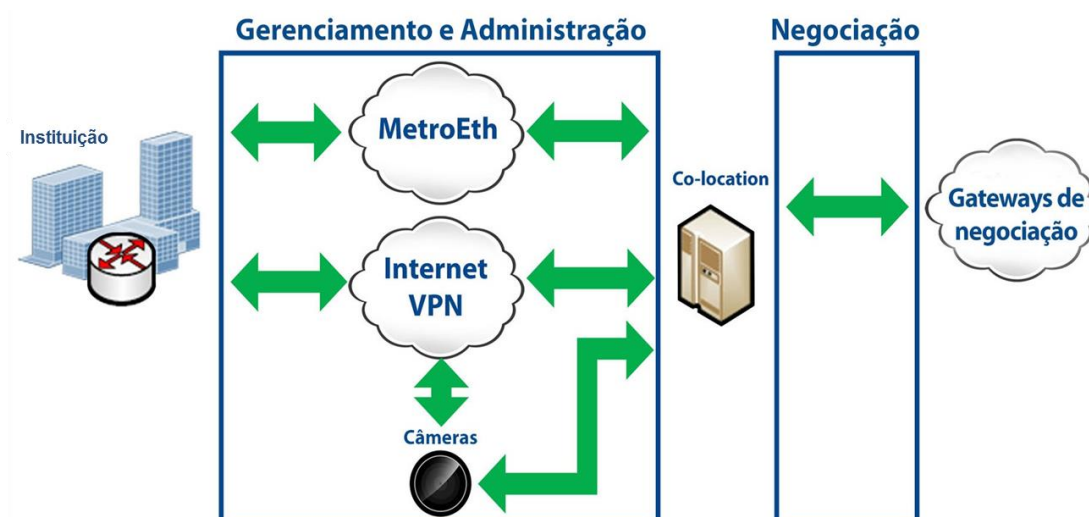 Gerenciamento e Administração
Negociação
Instituição
MetroEth
Co-location
Gateways de
negociação
Internet
VPN
Câmeras